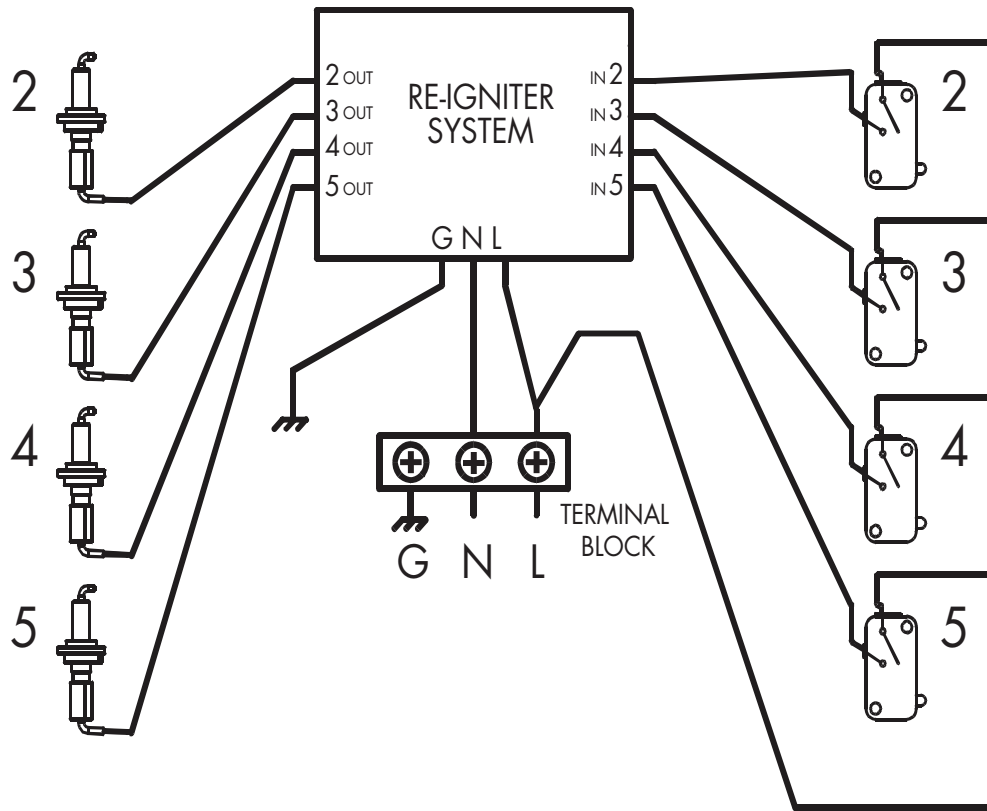 2
3
4
5
2 OUT
3 OUT
4 OUT
5 OUT
RE-IGNITER
SYSTEM
IN 2
IN 3
IN 4
IN 5
G N L
2
3
4
5
TERMINAL
BLOCK
G N L